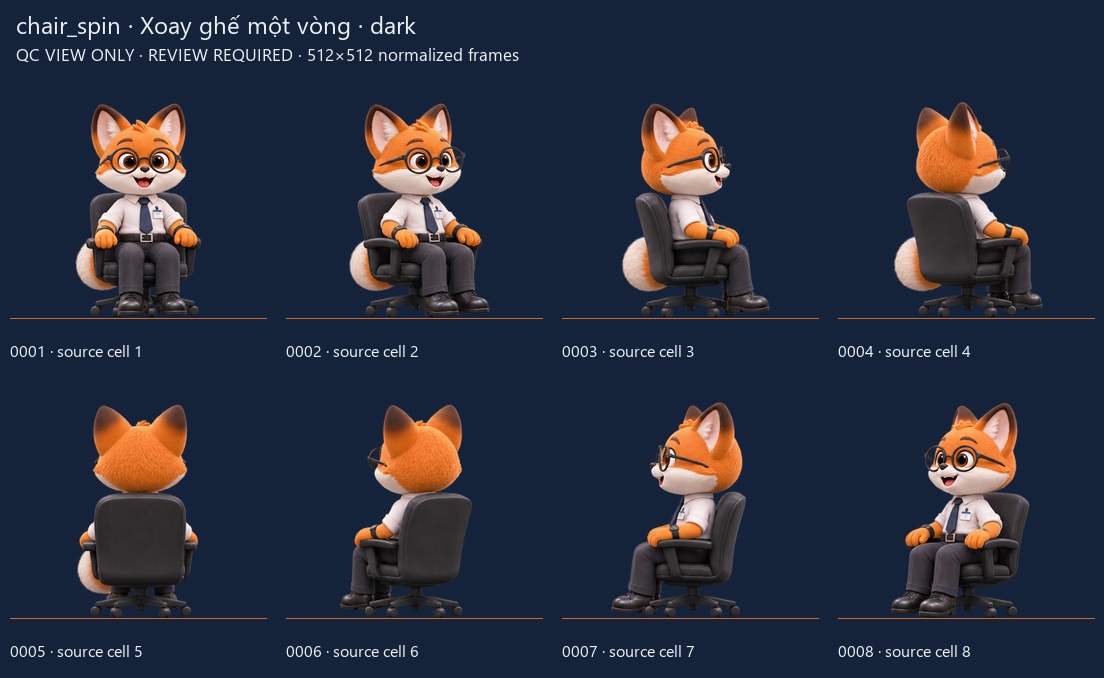 chair_spin · Xoay ghế một vòng · dark
QC VIEW ONLY · REVIEW REQUIRED · 512×512 normalized frames
0001 · source cell 1
0002 · source cell 2
0003 · source cell 3
0004 · source cell 4
0005 · source cell 5
0006 · source cell 6
0007 · source cell 7
0008 · source cell 8